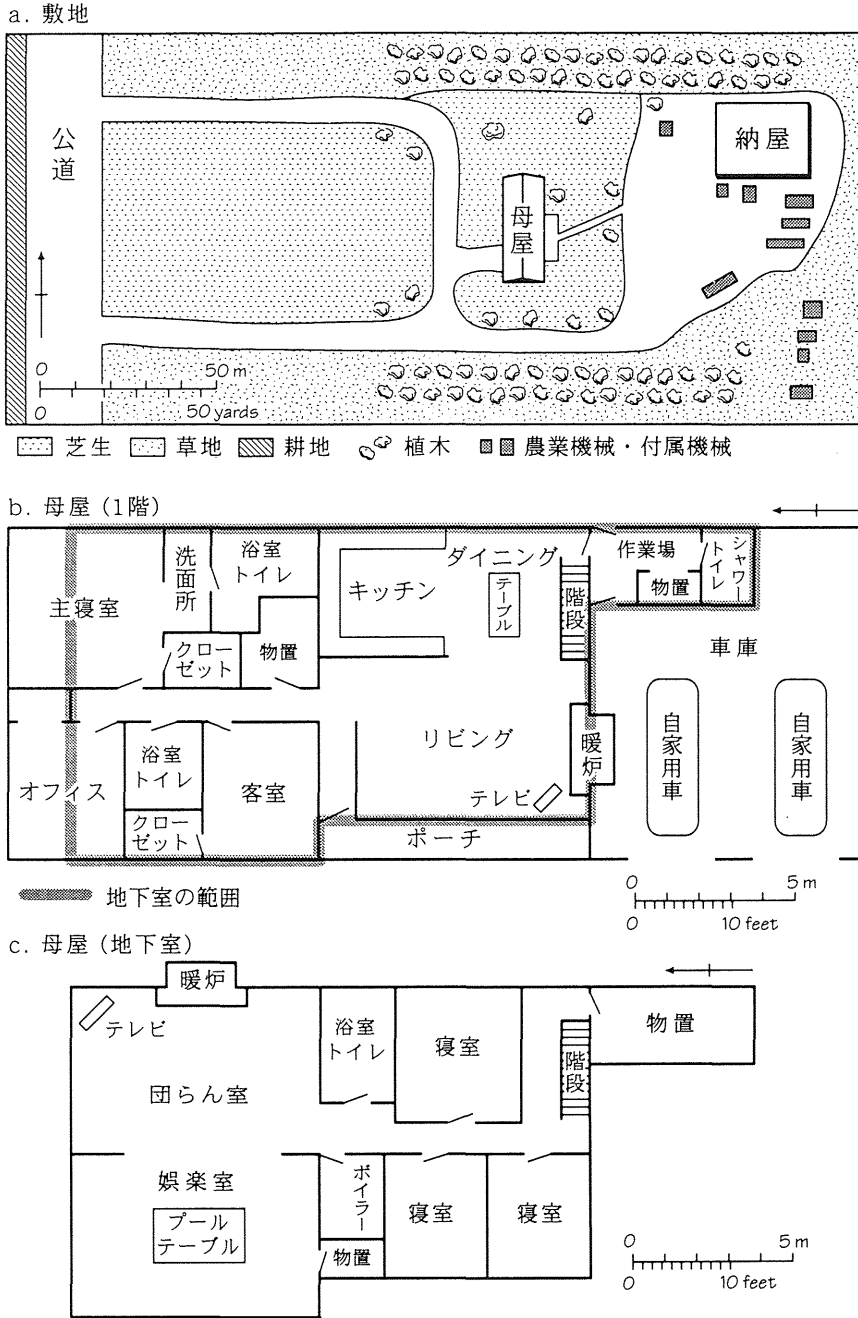 a. 敷地
公道
母屋
納屋
0 50 m
0 50 yards
芝生 草地 耕地 植木 農業機械・付属機械
b. 母屋 (1階)
主寝室
洗面所
浴室
トイレ
クロー
ゼット
物置
キッチン
ダイニング
テーブル
階段
作業場
物置
シャワー
トイレ
車庫
オフィス
浴室
トイレ
クロー
ゼット
客室
リビング
テレビ
暖炉
ポーチ
自家用車
自家用車
地下室の範囲
0 5 m
0 10 feet
c. 母屋 (地下室)
暖炉
テレビ
団らん室
浴室
トイレ
寝室
階段
物置
娯楽室
プール
テーブル
ボイラー
物置
寝室
寝室
0 5 m
0 10 feet